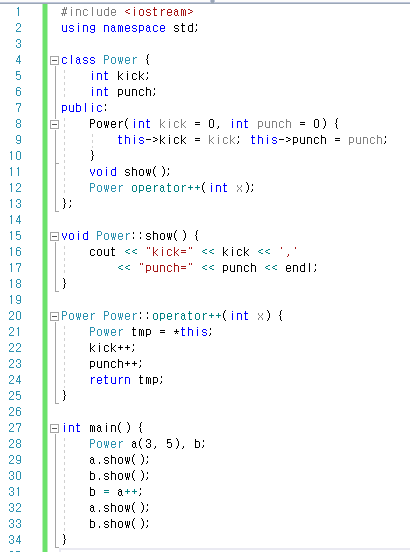 1 #include <iostream>
2 using namespace std;
3
4 class Power {
5 int kick;
6 int punch;
7 public:
8 Power(int kick = 0, int punch = 0) {
9 this->kick = kick; this->punch = punch;
10 }
11 void show();
12 Power operator++(int x);
13 };
14
15 void Power::show() {
16 cout << "kick=" << kick << ','
17 << "punch=" << punch << endl;
18 }
19
20 Power Power::operator++(int x) {
21 Power tmp = *this;
22 kick++;
23 punch++;
24 return tmp;
25 }
26
27 int main() {
28 Power a(3, 5), b;
29 a.show();
30 b.show();
31 b = a++;
32 a.show();
33 b.show();
34 }